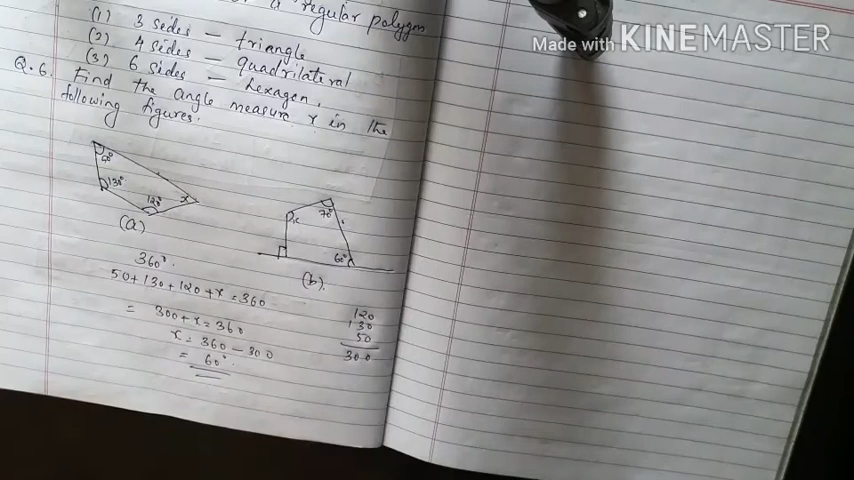 a regular polygon
(1) 3 sides — triangle
(2) 4 sides — quadrilateral
(3) 6 sides — hexagen.
Q.6. Find the angle measure x in the
following figures.
50°
130°
120°
x
(a)
x
70°
60°
(b).
360°.
50+130+120+x=360
= 300+x=360
x = 360-300
= 60°.
120
130
50
300
Made with KINEMASTER